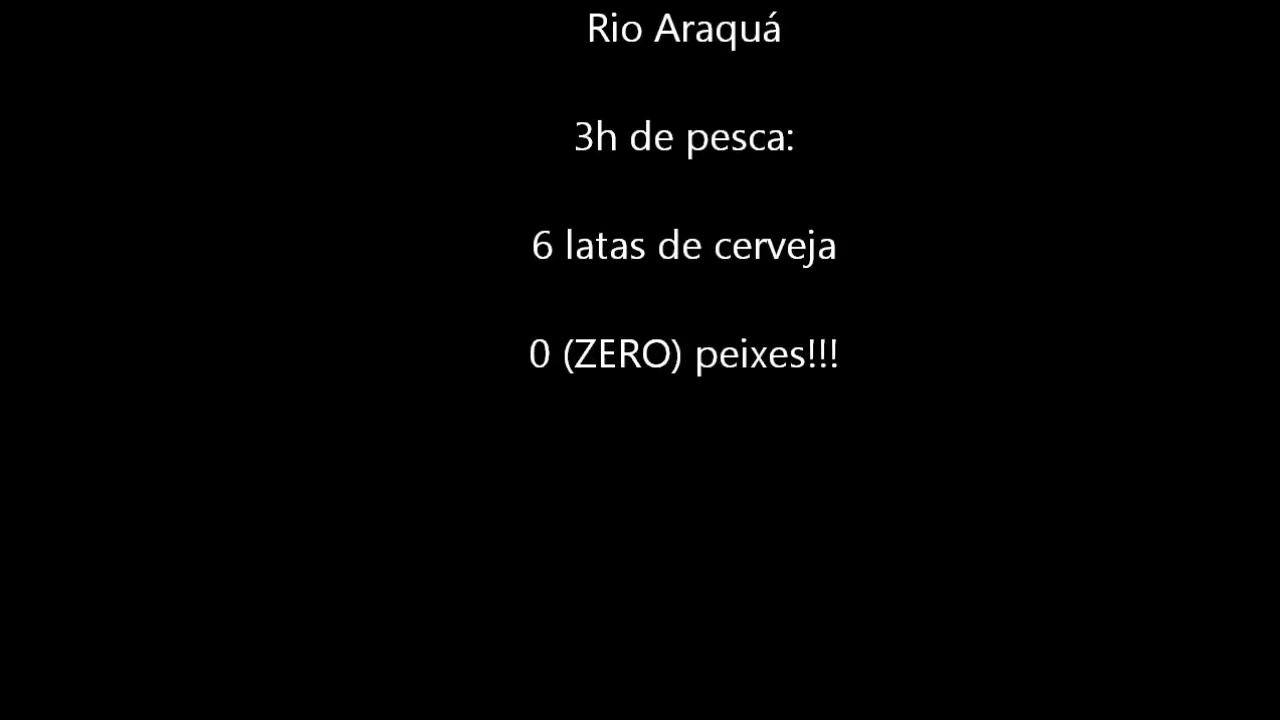 Rio Araquá
3h de pesca:
6 latas de cerveja
0 (ZERO) peixes!!!